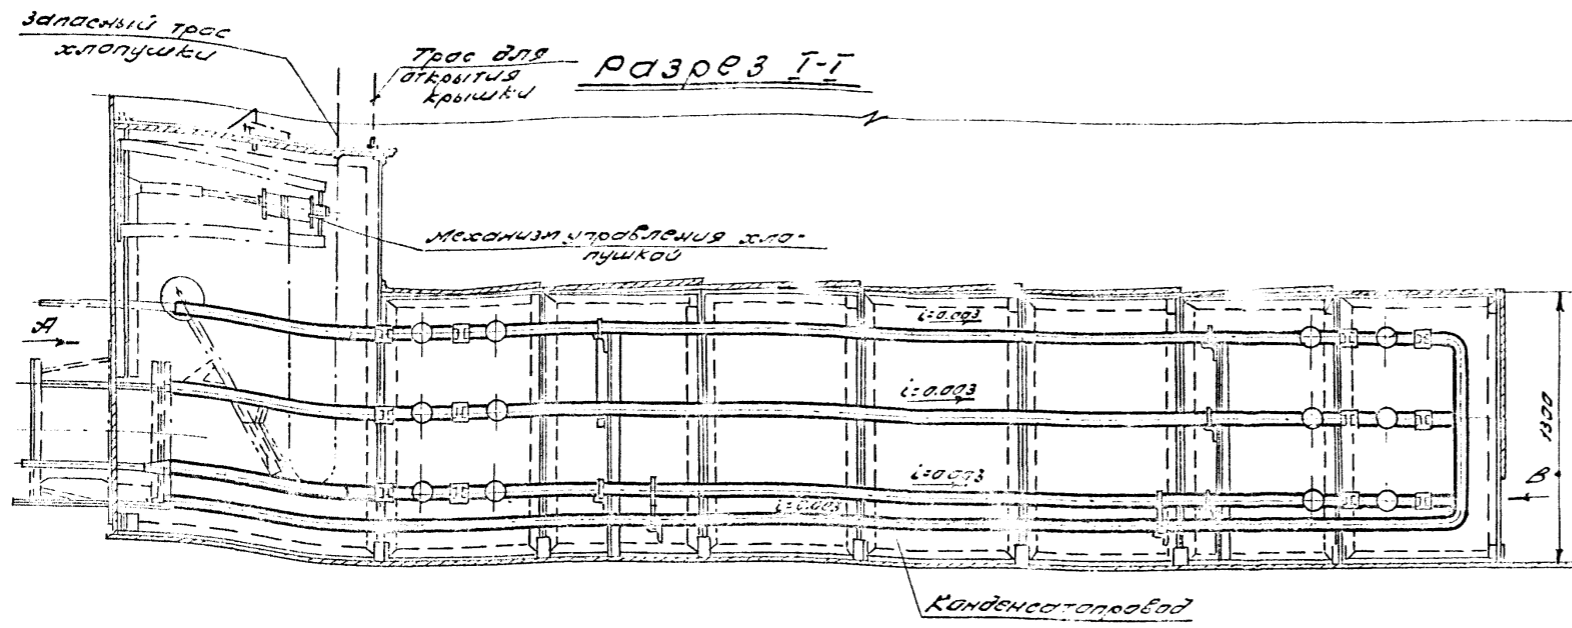 Запасный трос
хлопушки
Трос для
открытия
крышки
Разрез I-I
Механизм управления хло-
пушкой
А
i=0.003
i=0.003
i=0.003
i=0.003
1300
В
Конденсатопровод